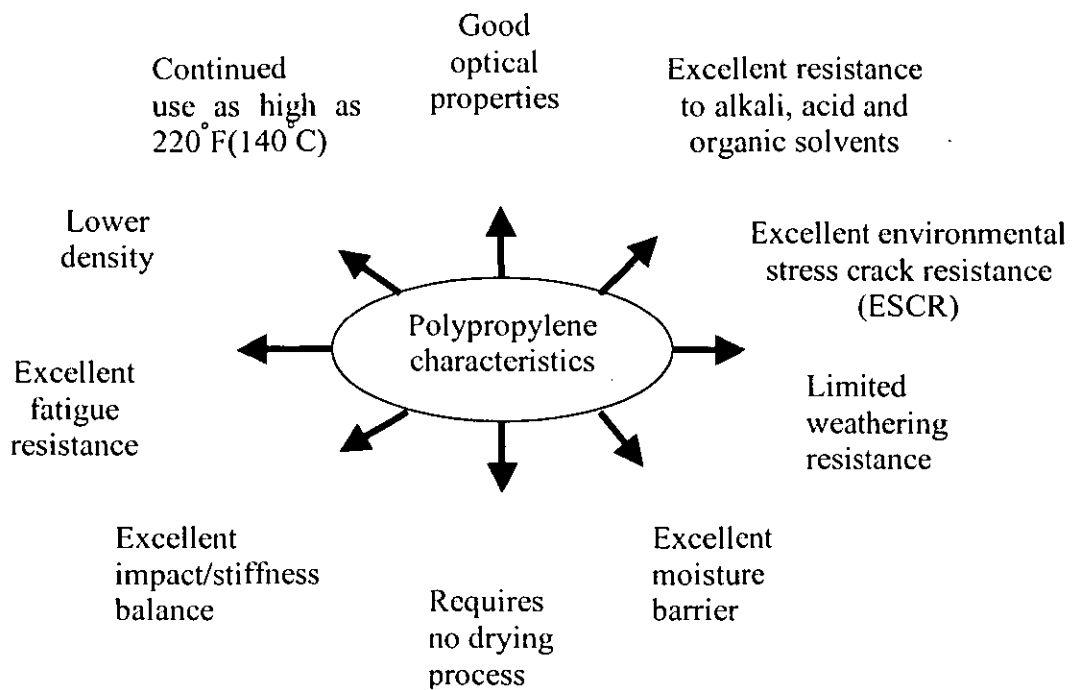 Good
optical
properties
Continued
use as high as
220°F(140°C)
Excellent resistance
to alkali, acid and
organic solvents
Lower
density
Excellent environmental
stress crack resistance
(ESCR)
Polypropylene
characteristics
Excellent
fatigue
resistance
Limited
weathering
resistance
Excellent
impact/stiffness
balance
Requires
no drying
process
Excellent
moisture
barrier